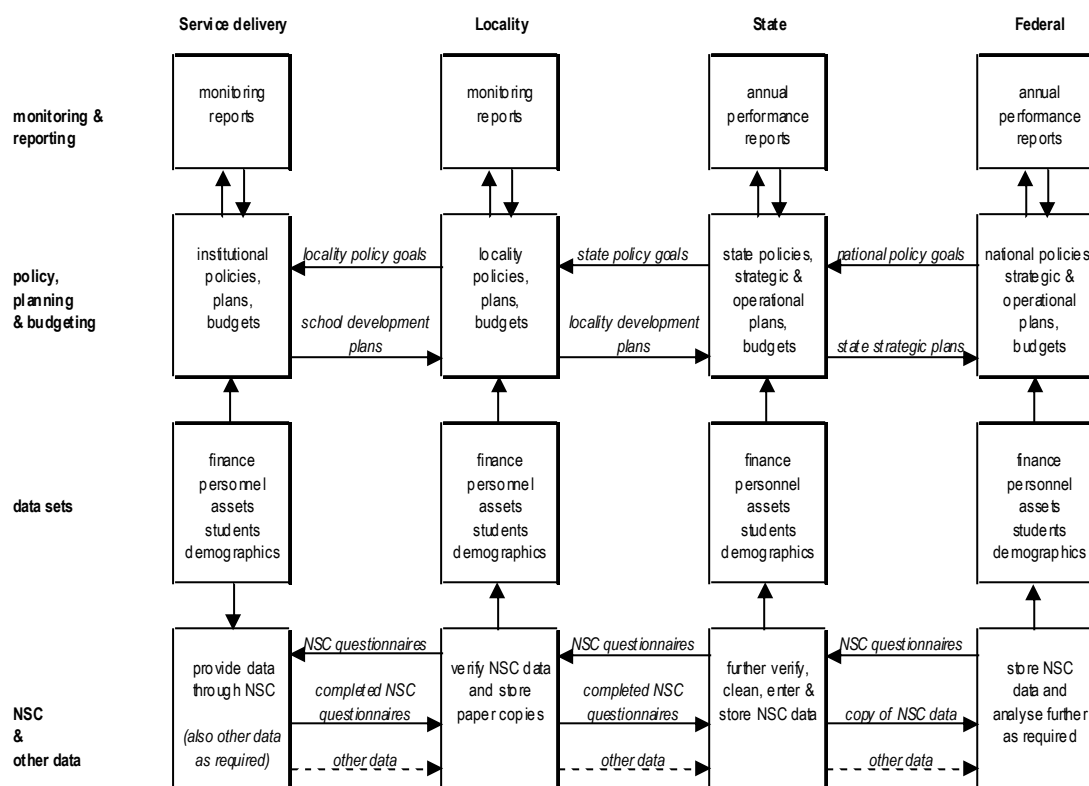 Service delivery
Locality
State
Federal
monitoring &
reporting
monitoring
reports
monitoring
reports
annual
performance
reports
annual
performance
reports
policy,
planning
& budgeting
institutional
policies,
plans,
budgets
locality policy goals
school development
plans
locality
policies,
plans,
budgets
state policy goals
locality development
plans
state policies,
strategic &
operational
plans,
budgets
national policy goals
state strategic plans
national policies
strategic &
operational
plans,
budgets
data sets
finance
personnel
assets
students
demographics
finance
personnel
assets
students
demographics
finance
personnel
assets
students
demographics
finance
personnel
assets
students
demographics
NSC
&
other data
provide data
through NSC
(also other data
as required)
NSC questionnaires
completed NSC
questionnaires
other data
verify NSC data
and store
paper copies
NSC questionnaires
completed NSC
questionnaires
other data
further verify,
clean, enter &
store NSC data
NSC questionnaires
copy of NSC data
other data
store NSC
data and
analyse further
as required